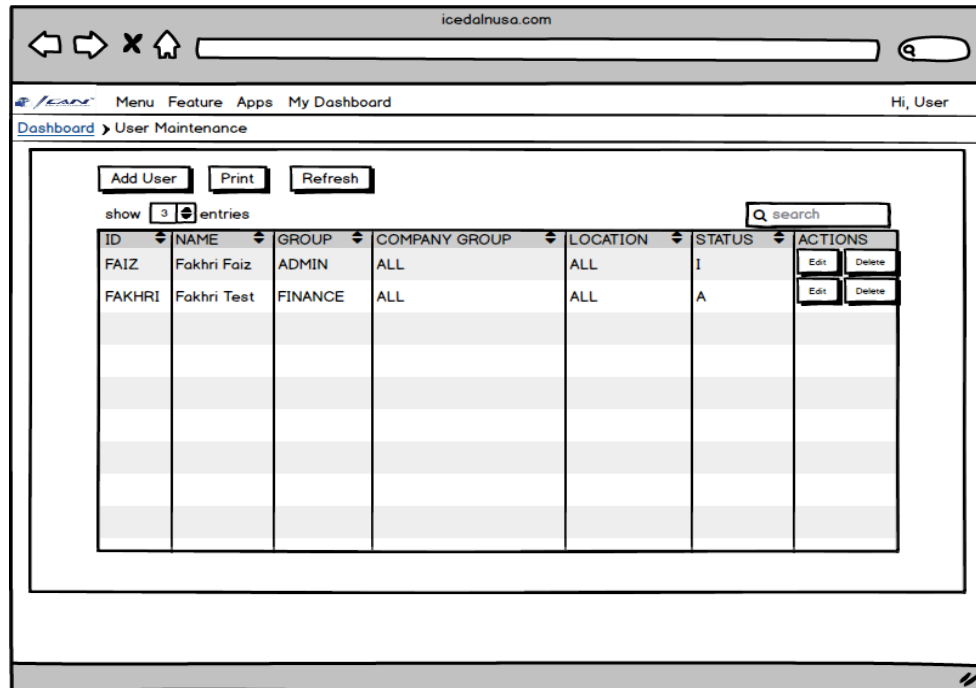 icedalnusa.com
Menu Feature Apps My Dashboard Hi, User
Dashboard User Maintenance
Add User Print Refresh
show 3 entries search
ID NAME GROUP COMPANY GROUP LOCATION STATUS ACTIONS
FAIZ Fakhri Faiz ADMIN ALL ALL I Edit Delete
FAKHRI Fakhri Test FINANCE ALL ALL A Edit Delete